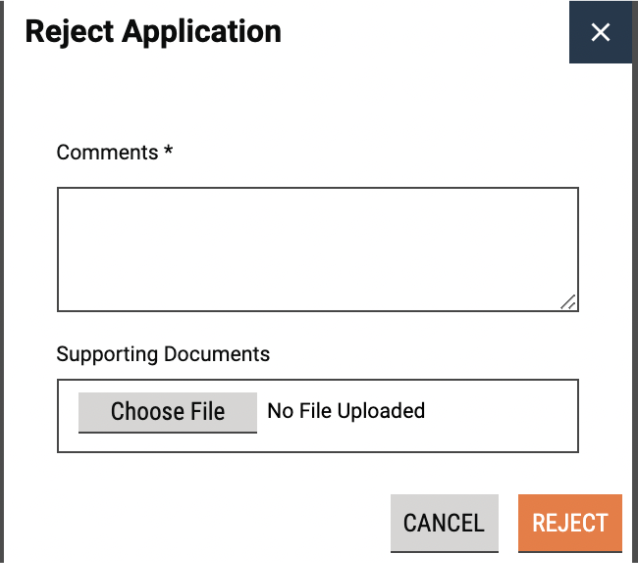 Reject Application
Comments *
Supporting Documents
Choose File No File Uploaded
CANCEL REJECT